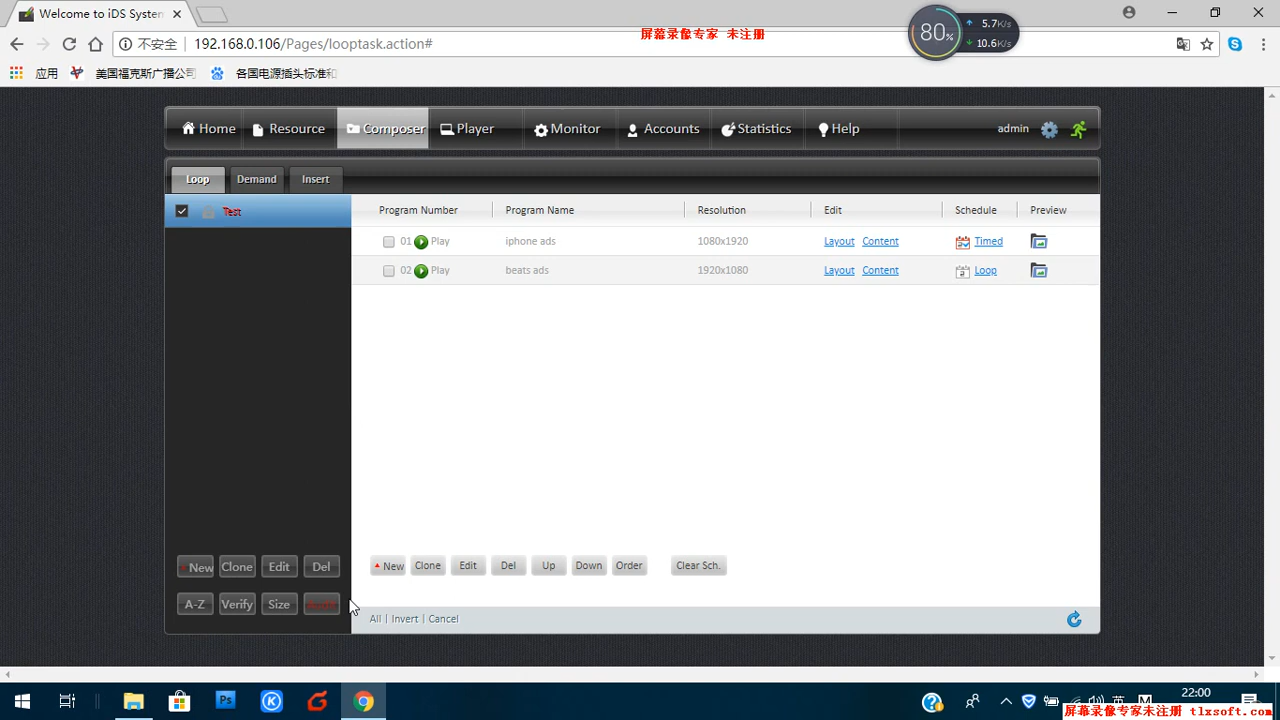 Welcome to iDS System
80%
5.7K/s
10.6K/s
屏幕录像专家 未注册
不安全
192.168.0.106/Pages/looptask.action#
应用
美国福克斯广播公司
各国电源插头标准和
Home
Resource
Composer
Player
Monitor
Accounts
Statistics
Help
admin
Loop
Demand
Insert
Test
Program Number
Program Name
Resolution
Edit
Schedule
Preview
01 Play
iphone ads
1080x1920
Layout
Content
Timed
02 Play
beats ads
1920x1080
Layout
Content
Loop
New
Clone
Edit
Del
A-Z
Verify
Size
New
Clone
Edit
Del
Up
Down
Order
Clear Sch.
All | Invert | Cancel
英
M
22:00
屏幕录像专家未注册 tlxsoft.com